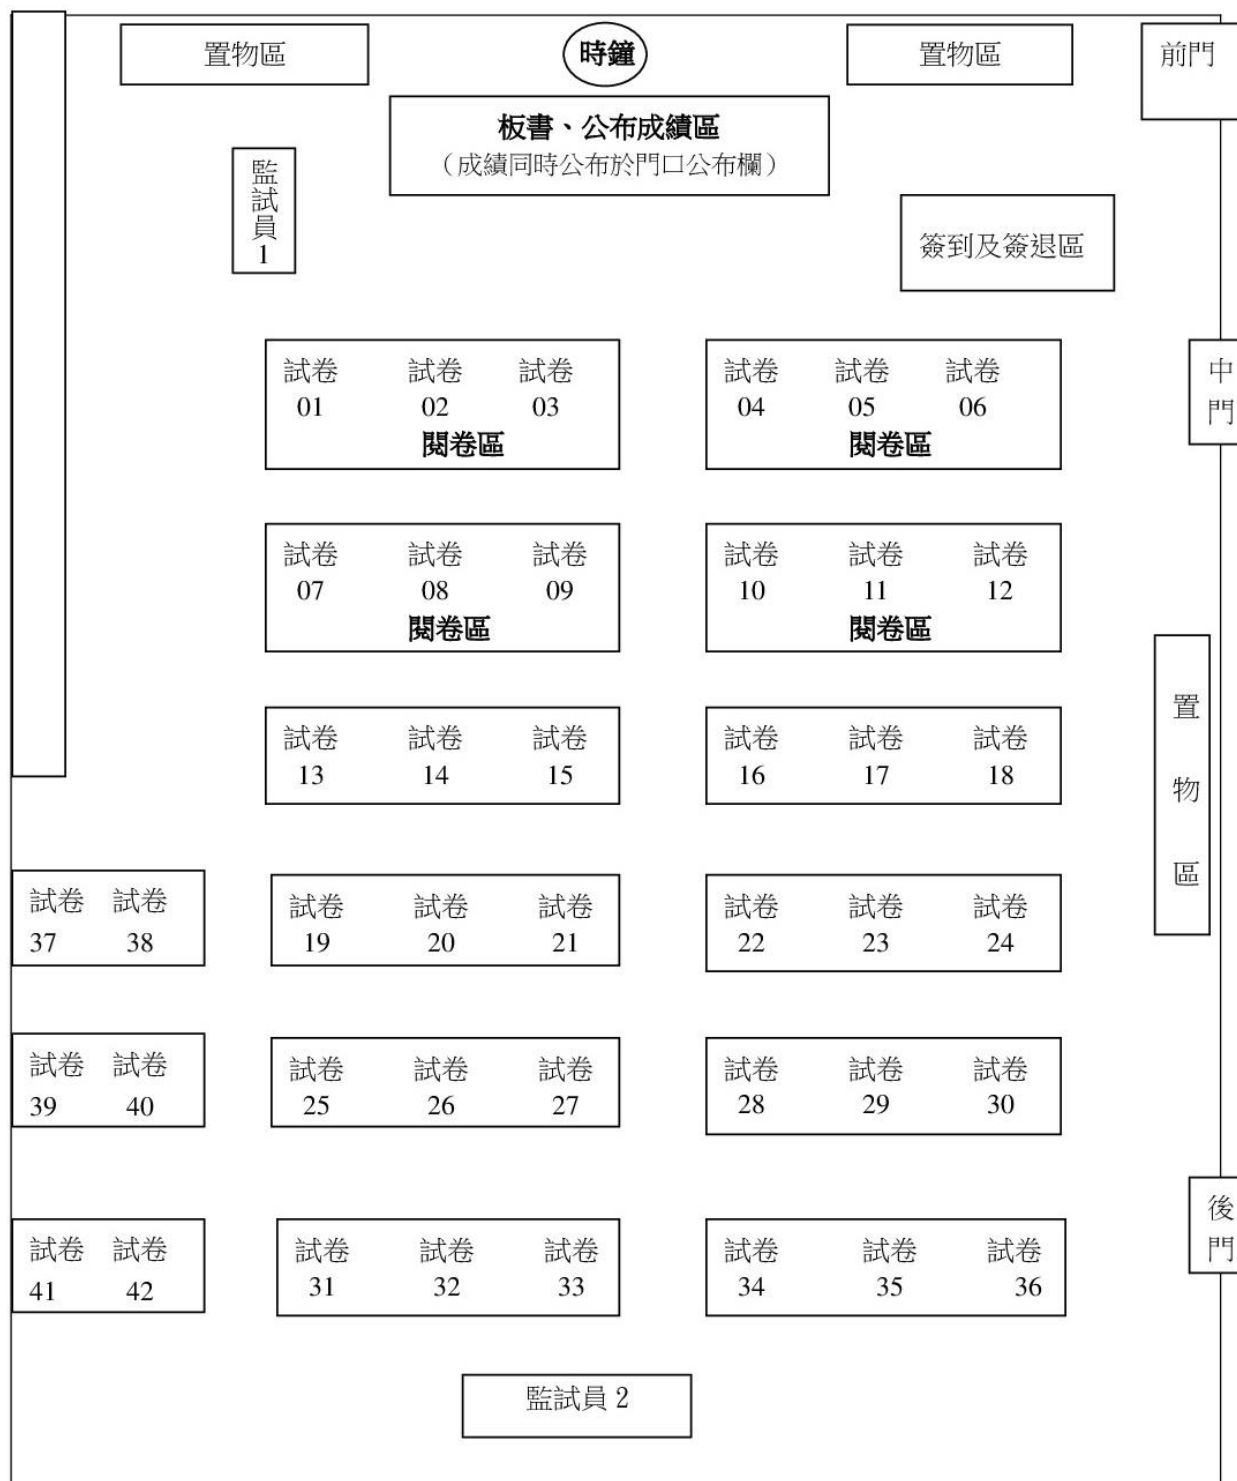 置物區 時鐘 置物區 前門
板書、公布成績區
（成績同時公布於門口公布欄）
監試員1
簽到及簽退區
試卷 試卷 試卷 試卷 試卷 試卷
01 02 03 04 05 06
閱卷區 閱卷區
中門
試卷 試卷 試卷 試卷 試卷 試卷
07 08 09 10 11 12
閱卷區 閱卷區
置物區
試卷 試卷 試卷 試卷 試卷 試卷
13 14 15 16 17 18
試卷 試卷 試卷 試卷 試卷 試卷 試卷 試卷
37 38 19 20 21 22 23 24
試卷 試卷 試卷 試卷 試卷 試卷 試卷 試卷
39 40 25 26 27 28 29 30
後門
試卷 試卷 試卷 試卷 試卷 試卷 試卷 試卷
41 42 31 32 33 34 35 36
監試員 2